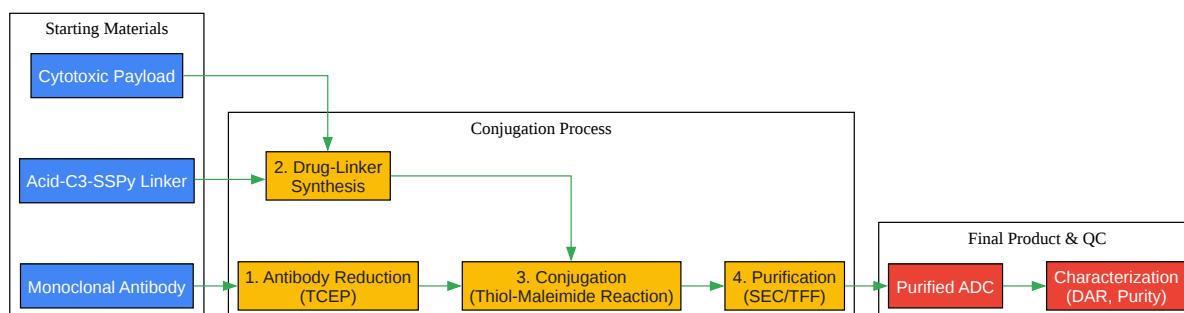 Starting Materials
Cytotoxic Payload
Acid-C3-SSPy Linker
Monoclonal Antibody
Conjugation Process
2. Drug-Linker
Synthesis
1. Antibody Reduction
(TCEP)
3. Conjugation
(Thiol-Maleimide Reaction)
4. Purification
(SEC/TFF)
Final Product & QC
Purified ADC
Characterization
(DAR, Purity)